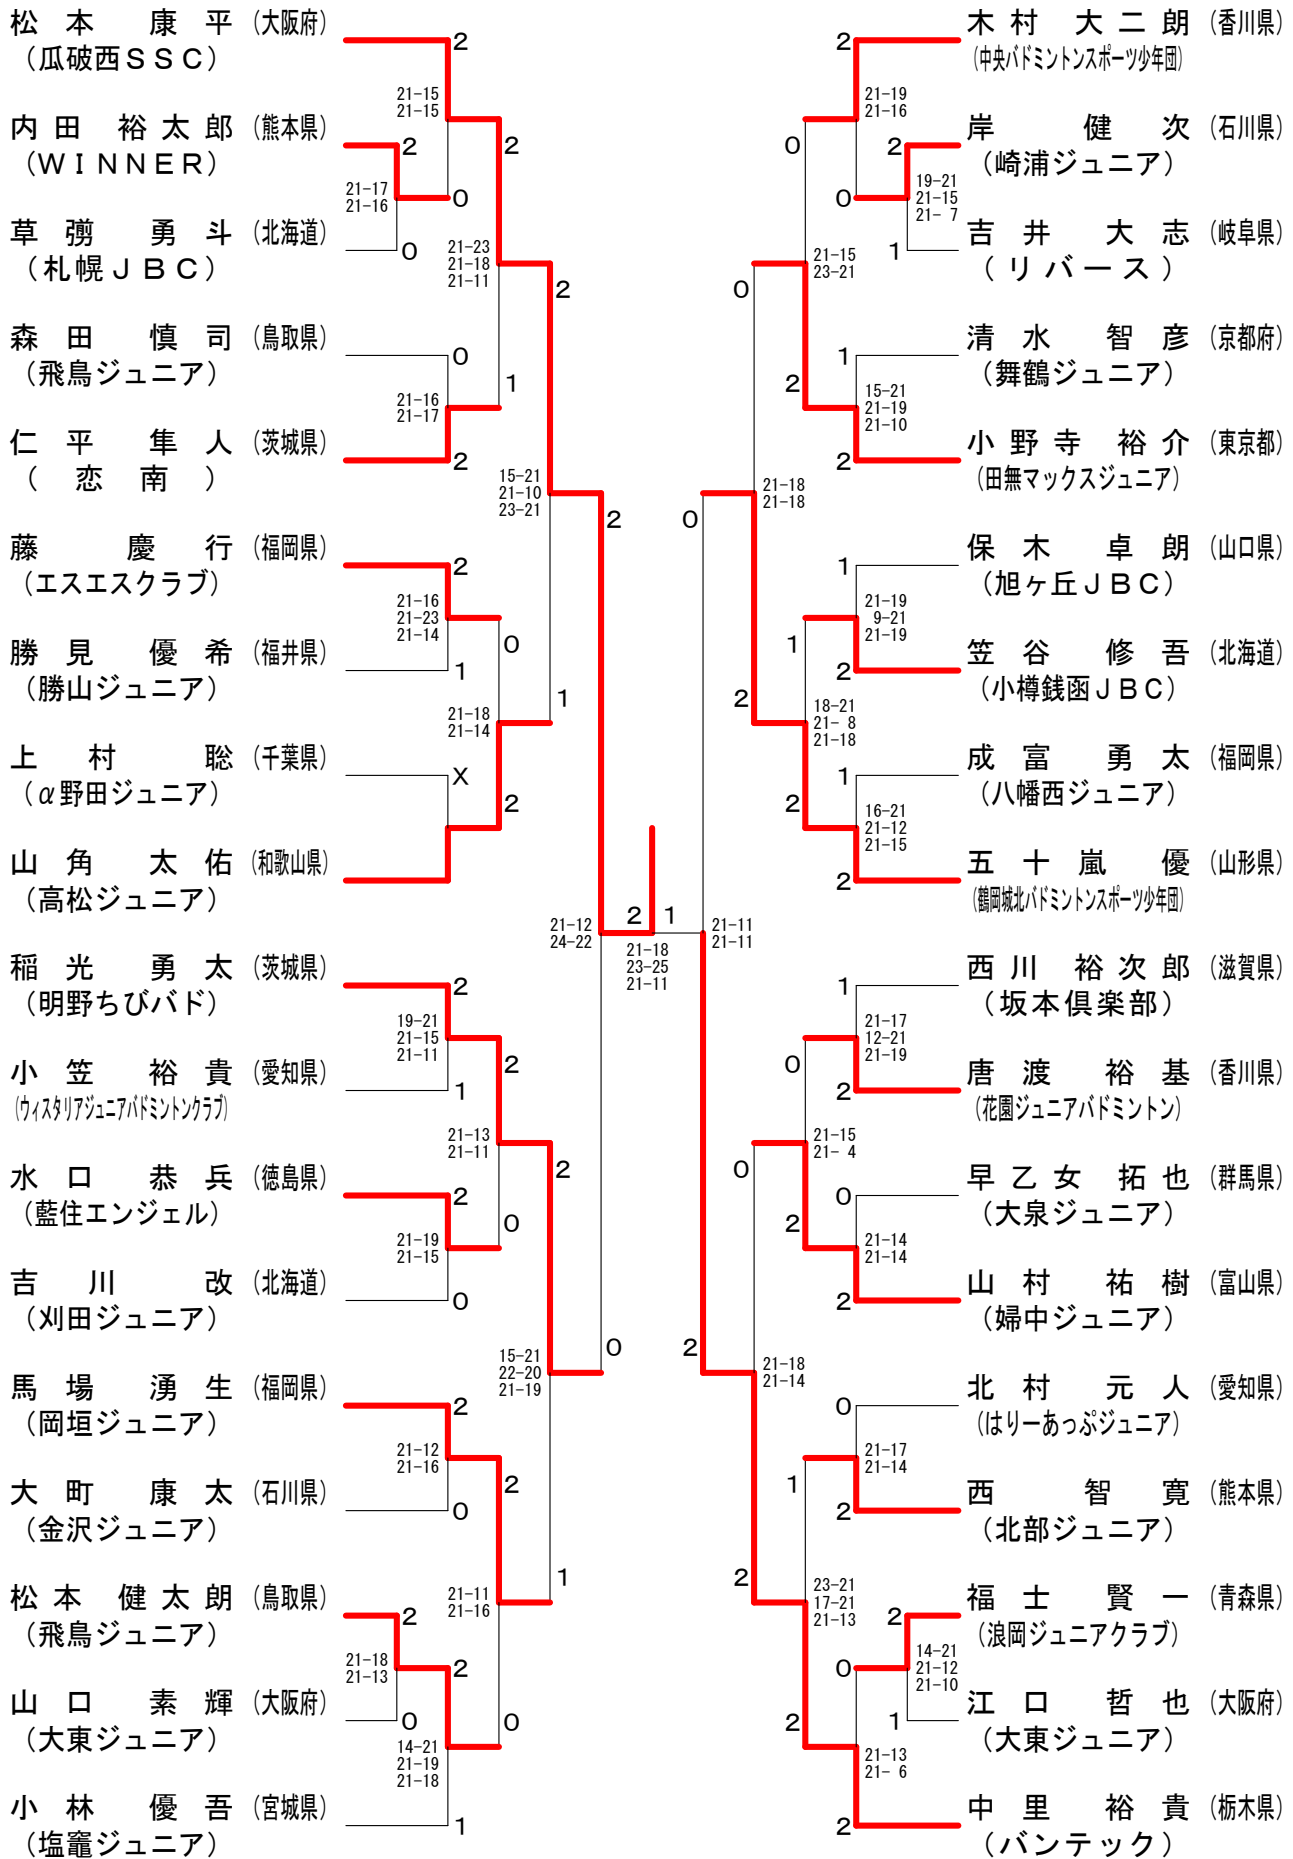 松本 康平 (大阪府)
(瓜破西ＳＳＣ)
2
21-15
21-15
内田 裕太郎 (熊本県)
(ＷＩＮＮＥＲ)
2
2
21-17
21-16
0
草彅 勇斗 (北海道)
(札幌ＪＢＣ)
0
21-23
21-18
21-11
2
森田 慎司 (鳥取県)
(飛鳥ジュニア)
0
1
21-16
21-17
仁平 隼人 (茨城県)
(恋南)
2
15-21
21-10
23-21
2
藤 慶行 (福岡県)
(エスエスクラブ)
2
21-16
21-23
21-14
0
勝見 優希 (福井県)
(勝山ジュニア)
1
21-18
21-14
1
上村 聡 (千葉県)
(α野田ジュニア)
X
2
山角 太佑 (和歌山県)
(高松ジュニア)
21-12
24-22
2 1
21-18
23-25
21-11
稲光 勇太 (茨城県)
(明野ちびバド)
2
19-21
21-15
21-11
2
小笠 裕貴 (愛知県)
(ウィスタリアジュニアバドミントンクラブ)
1
21-13
21-11
2
水口 恭兵 (徳島県)
(藍住エンジェル)
2
0
21-19
21-15
吉川 改 (北海道)
(刈田ジュニア)
0
15-21
22-20
21-19
0
馬場 湧生 (福岡県)
(岡垣ジュニア)
2
21-12
21-16
2
大町 康太 (石川県)
(金沢ジュニア)
0
21-11
21-16
1
松本 健太朗 (鳥取県)
(飛鳥ジュニア)
2
21-18
21-13
2
山口 素輝 (大阪府)
(大東ジュニア)
0
0
14-21
21-19
21-18
小林 優吾 (宮城県)
(塩竈ジュニア)
1
木村 大二朗 (香川県)
(中央バドミントンスポーツ少年団)
2
21-19
21-16
0
岸 健次 (石川県)
(崎浦ジュニア)
2
19-21
21-15
21- 7
0
吉井 大志 (岐阜県)
(リバース)
1
21-15
23-21
0
清水 智彦 (京都府)
(舞鶴ジュニア)
1
2
15-21
21-19
21-10
小野寺 裕介 (東京都)
(田無マックスジュニア)
2
21-18
21-18
0
保木 卓朗 (山口県)
(旭ヶ丘ＪＢＣ)
1
21-19
9-21
21-19
1
笠谷 修吾 (北海道)
(小樽銭函ＪＢＣ)
2
18-21
21- 8
21-18
2
成富 勇太 (福岡県)
(八幡西ジュニア)
1
2
16-21
21-12
21-15
五十嵐 優 (山形県)
(鶴岡城北バドミントンスポーツ少年団)
2
21-11
21-11
西川 裕次郎 (滋賀県)
(坂本倶楽部)
1
21-17
12-21
21-19
0
唐渡 裕基 (香川県)
(花園ジュニアバドミントン)
2
21-15
21- 4
0
早乙女 拓也 (群馬県)
(大泉ジュニア)
0
2
21-14
21-14
山村 祐樹 (富山県)
(婦中ジュニア)
2
2
21-18
21-14
北村 元人 (愛知県)
(はりーあっぷジュニア)
0
21-17
21-14
1
西 智寛 (熊本県)
(北部ジュニア)
2
2
23-21
17-21
21-13
福士 賢一 (青森県)
(浪岡ジュニアクラブ)
2
14-21
21-12
21-10
0
江口 哲也 (大阪府)
(大東ジュニア)
1
2
21-13
21- 6
中里 裕貴 (栃木県)
(バンテック)
2